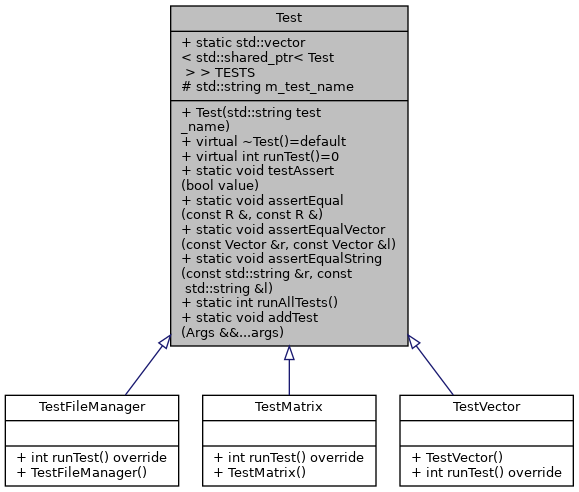 Test
+ static std::vector
< std::shared_ptr< Test
> > TESTS
# std::string m_test_name
+ Test(std::string test
_name)
+ virtual ~Test()=default
+ virtual int runTest()=0
+ static void testAssert
(bool value)
+ static void assertEqual
(const R &, const R &)
+ static void assertEqualVector
(const Vector &r, const Vector &l)
+ static void assertEqualString
(const std::string &r, const
std::string &l)
+ static int runAllTests()
+ static void addTest
(Args &&...args)
TestFileManager
+ int runTest() override
+ TestFileManager()
TestMatrix
+ int runTest() override
+ TestMatrix()
TestVector
+ TestVector()
+ int runTest() override